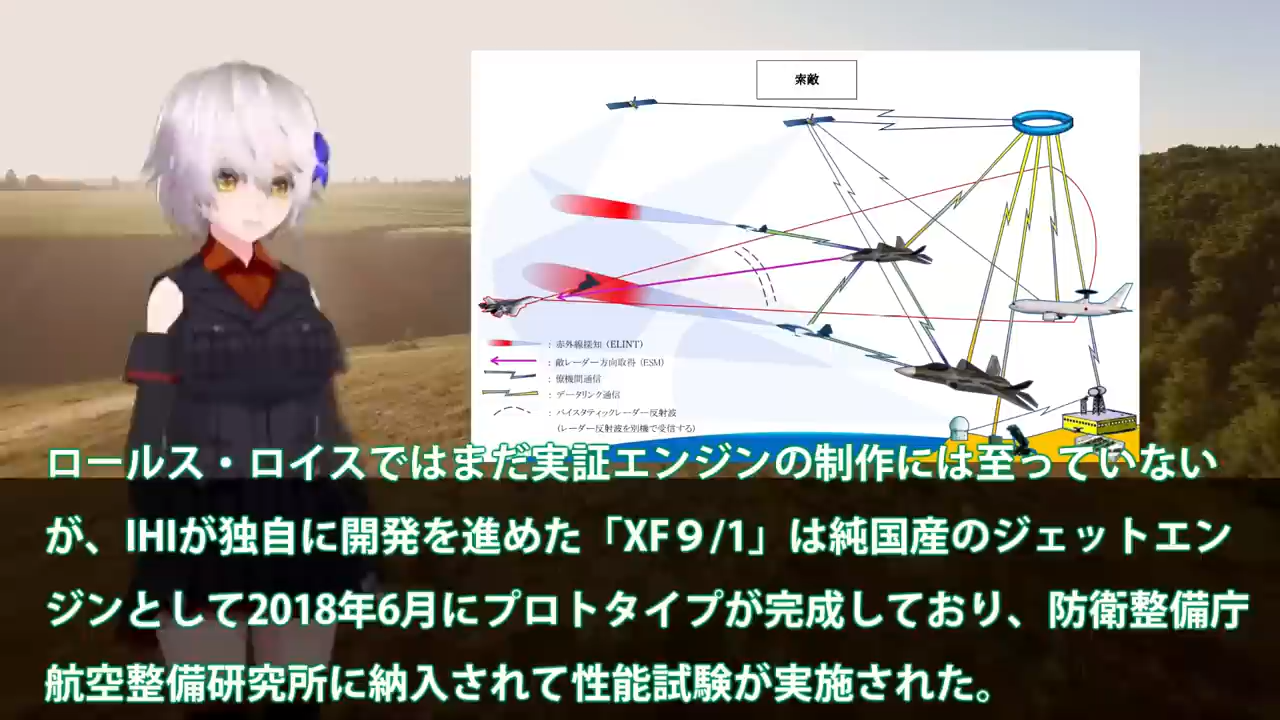 索敵
：赤外線探知（ELINT）
：敵レーダー方向取得（ESM）
：僚機間通信
：データリンク通信
：バイスタティックレーダー反射波
（レーダー反射波を別機で受信する）
ロールス・ロイスではまだ実証エンジンの制作には至っていない
が、IHIが独自に開発を進めた「XF９/1」は純国産のジェットエン
ジンとして2018年6月にプロトタイプが完成しており、防衛整備庁
航空整備研究所に納入されて性能試験が実施された。